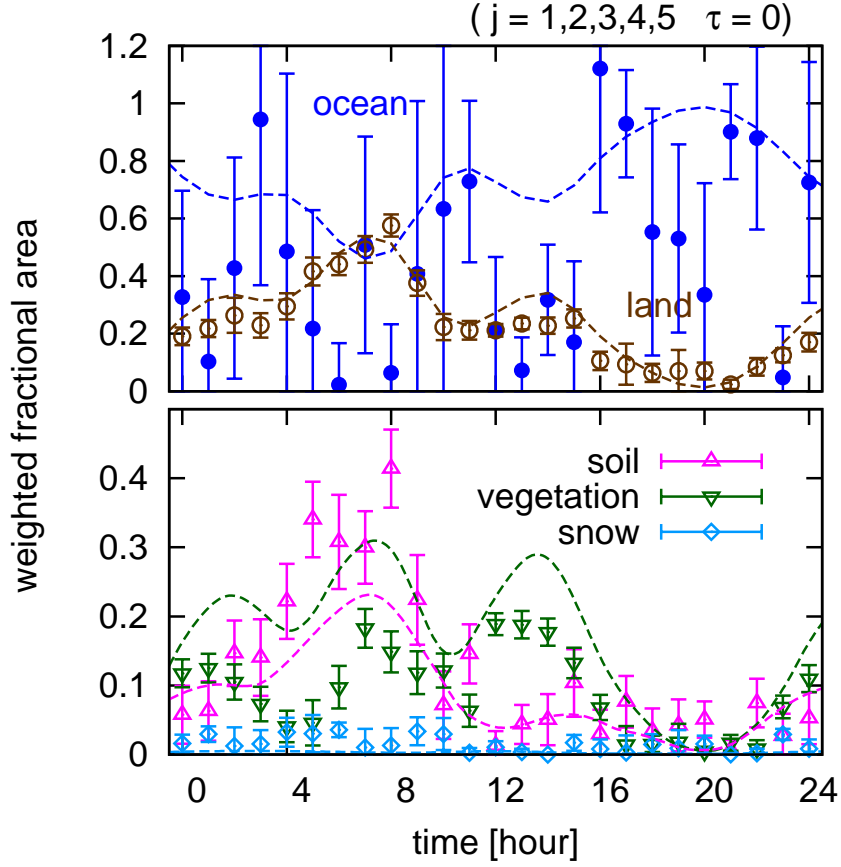 ( j = 1,2,3,4,5 τ = 0)
1.2
1
0.8
0.6
0.4
0.2
0
ocean
land
weighted fractional area
0.4
0.3
0.2
0.1
0
soil
vegetation
snow
0 4 8 12 16 20 24
time [hour]